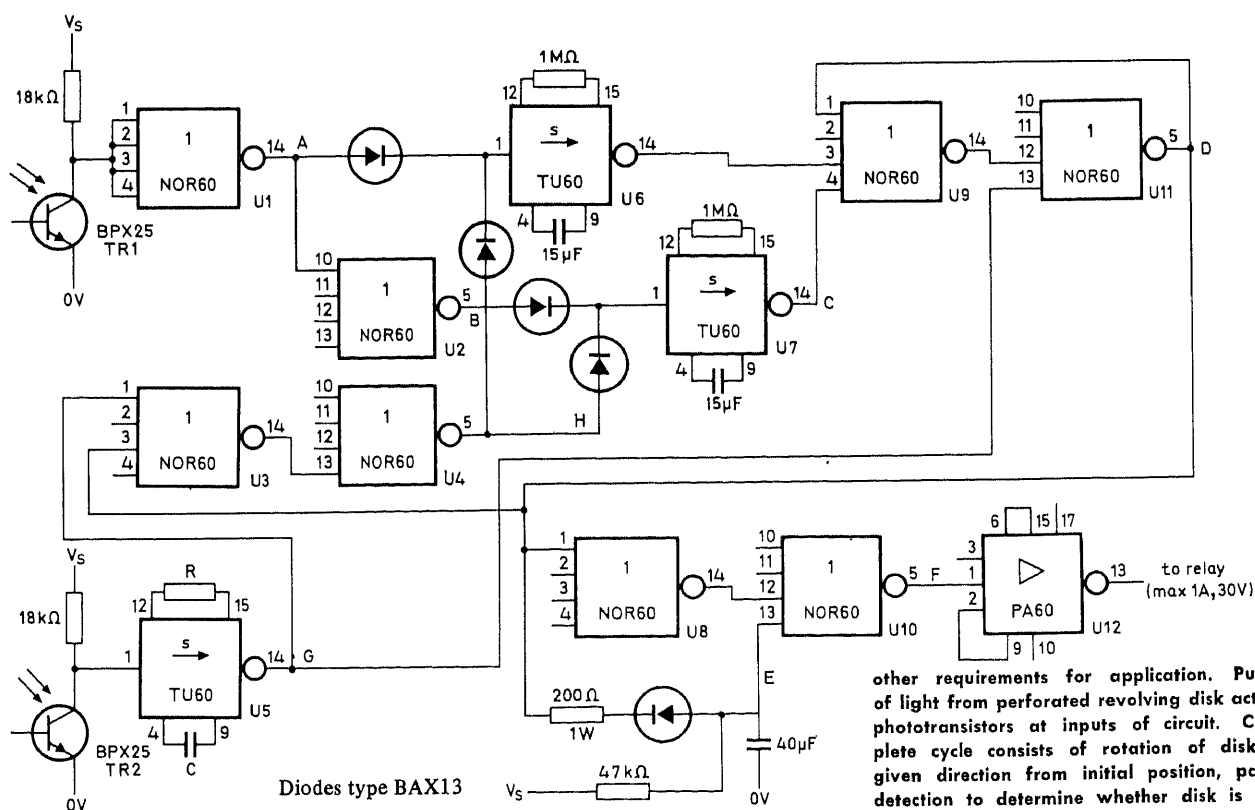 Vs
18kΩ
1
2
3
4
1
NOR60
14
U1
A
BPX25
TR1
0V
1MΩ
12
15
1
s
TU60
14
U6
4
9
15µF
1
2
3
4
1
NOR60
14
U9
10
11
12
13
1
NOR60
5
U11
D
10
11
12
13
1
NOR60
5
U2
B
1MΩ
12
15
1
s
TU60
14
U7
C
4
9
15µF
1
2
3
4
1
NOR60
14
U3
10
11
12
13
1
NOR60
5
U4
H
Vs
18kΩ
R
12
15
1
s
TU60
14
U5
G
4
9
C
BPX25
TR2
0V
1
2
3
4
1
NOR60
14
U8
10
11
12
13
1
NOR60
5
U10
F
E
6
15
17
3
1
2
PA60
13
U12
9
10
to relay
(max 1A,30V)
200Ω
1W
40µF
0V
47kΩ
Vs
Diodes type BAX13
other requirements for application. Pu
of light from perforated revolving disk act
phototransistors at inputs of circuit. C
plete cycle consists of rotation of disk
given direction from initial position,
detection to determine whether disk is